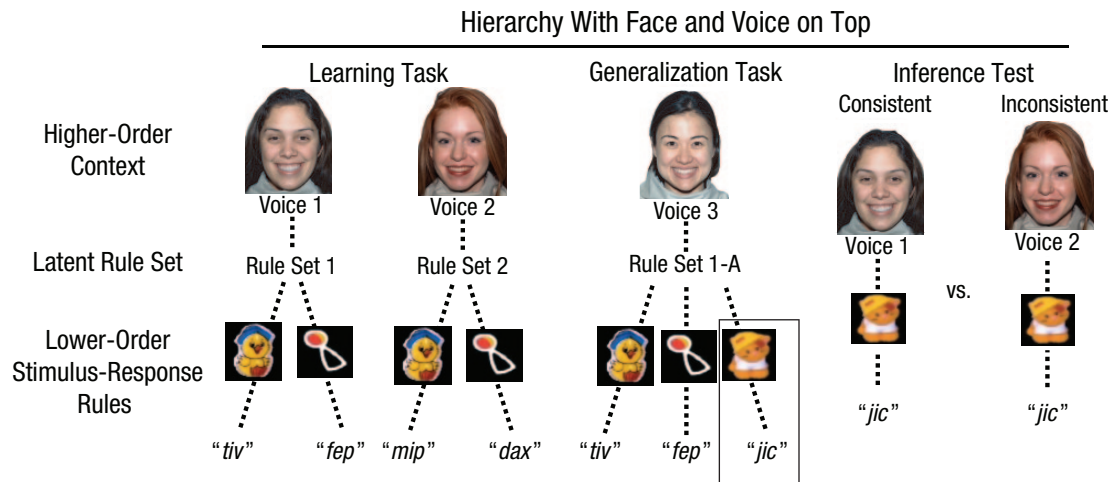 Hierarchy With Face and Voice on Top
Learning Task
Generalization Task
Inference Test
Consistent
Inconsistent
Higher-Order
Context
Voice 1
Voice 2
Voice 3
Voice 1
Voice 2
Latent Rule Set
Rule Set 1
Rule Set 2
Rule Set 1-A
vs.
Lower-Order
Stimulus-Response
Rules
“tiv”
“fep”
“mip”
“dax”
“tiv”
“fep”
“jic”
“jic”
“jic”